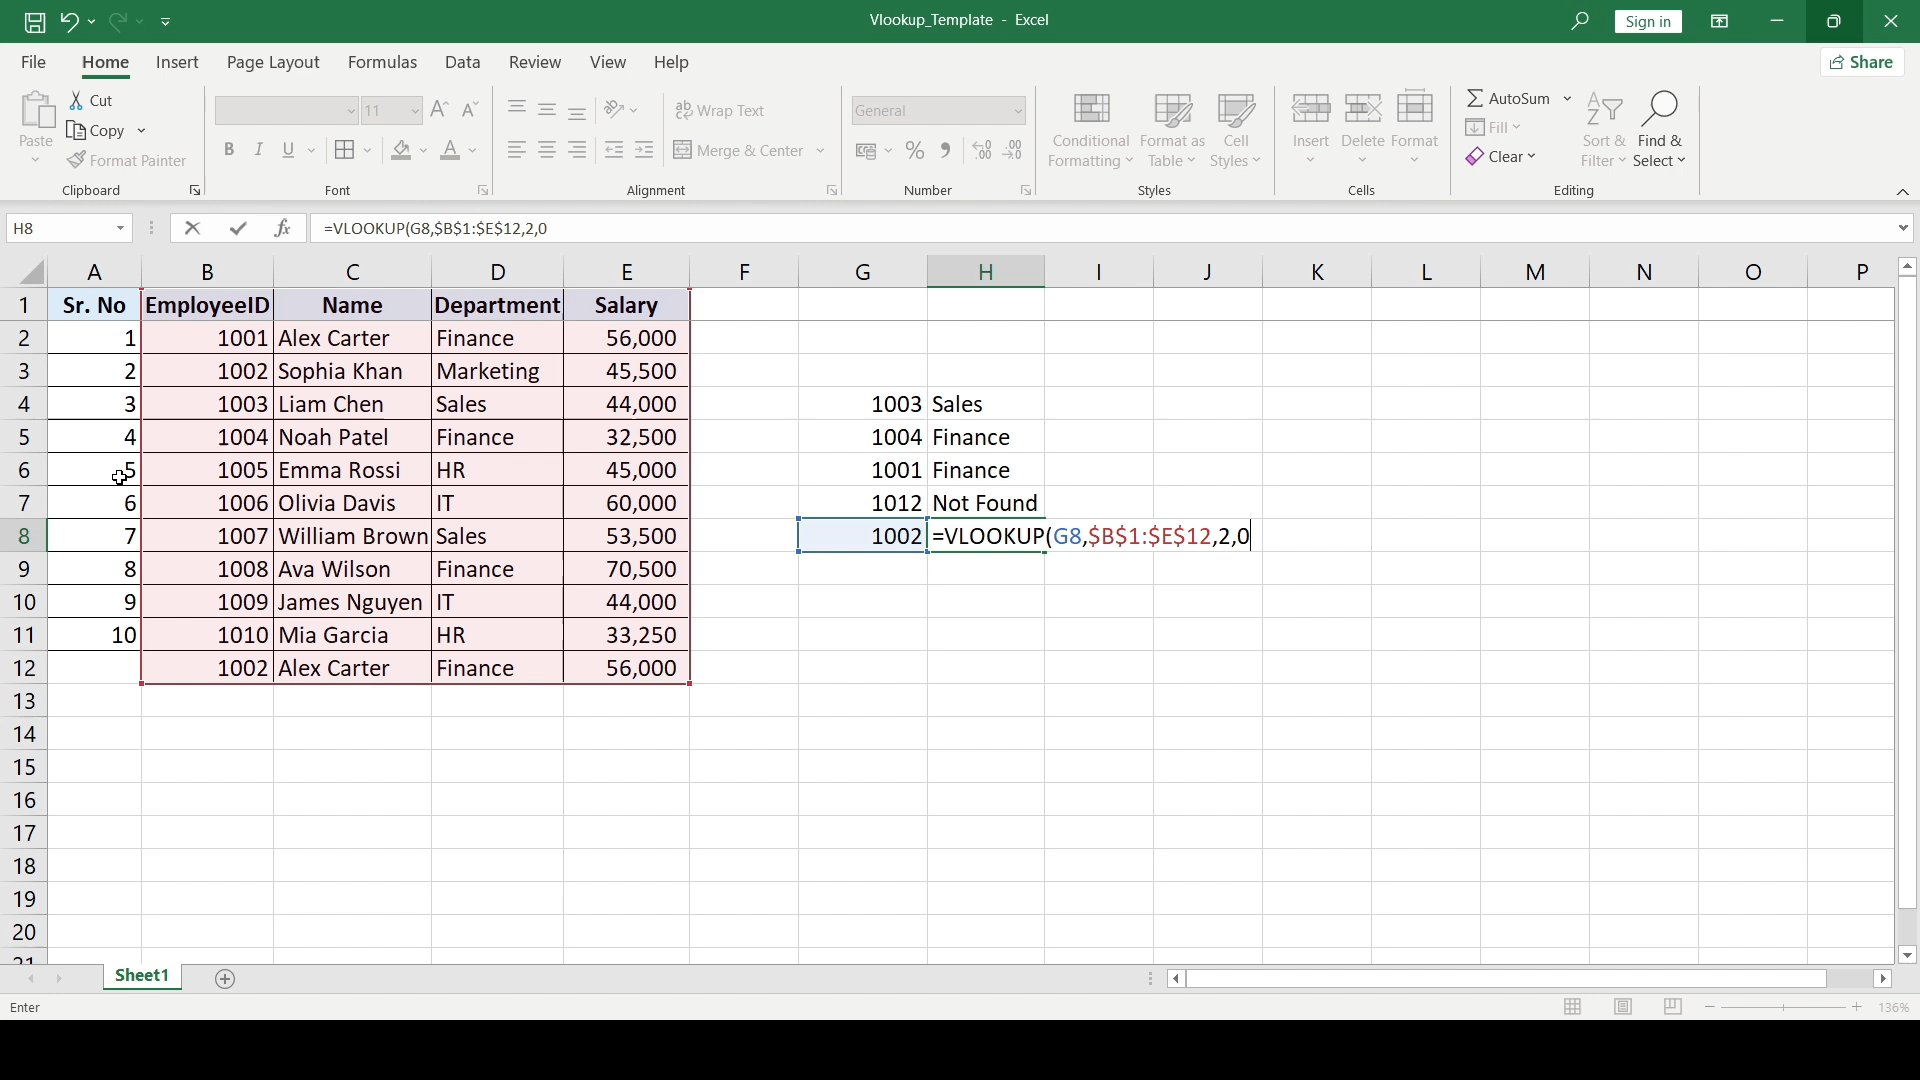 Vlookup_Template - Excel
Sign in
File Home Insert Page Layout Formulas Data Review View Help
Share
Paste
Cut
Copy
Format Painter
Clipboard
11
B I U
Font
Wrap Text
Merge & Center
Alignment
General
Number
Conditional Formatting
Format as Table
Cell Styles
Styles
Insert
Delete
Format
Cells
AutoSum
Fill
Clear
Sort & Filter
Find & Select
Editing
H8 fx =VLOOKUP(G8,$B$1:$E$12,2,0
A B C D E F G H I J K L M N O P
1 Sr. No EmployeeID Name Department Salary
2 1 1001 Alex Carter Finance 56,000
3 2 1002 Sophia Khan Marketing 45,500
4 3 1003 Liam Chen Sales 44,000 1003 Sales
5 4 1004 Noah Patel Finance 32,500 1004 Finance
6 5 1005 Emma Rossi HR 45,000 1001 Finance
7 6 1006 Olivia Davis IT 60,000 1012 Not Found
8 7 1007 William Brown Sales 53,500 1002 =VLOOKUP(G8,$B$1:$E$12,2,0
9 8 1008 Ava Wilson Finance 70,500
10 9 1009 James Nguyen IT 44,000
11 10 1010 Mia Garcia HR 33,250
12 1002 Alex Carter Finance 56,000
13
14
15
16
17
18
19
20
21
Sheet1
Enter
136%